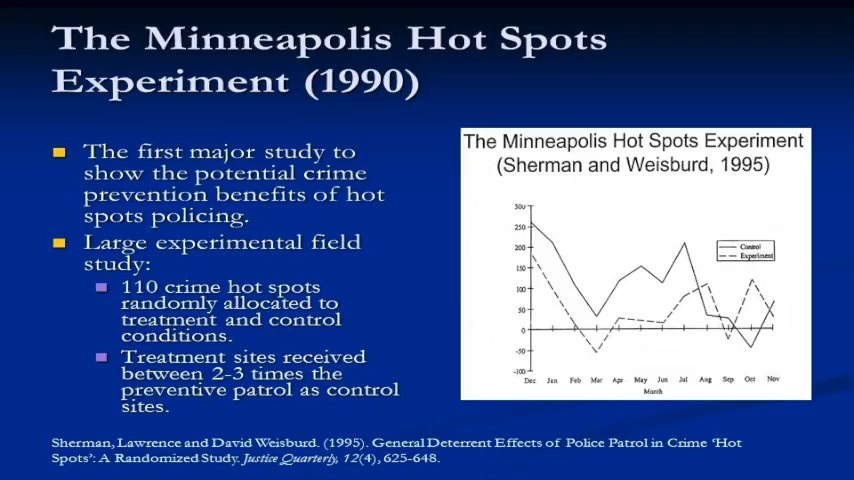 The Minneapolis Hot Spots
Experiment (1990)
The first major study to
show the potential crime
prevention benefits of hot
spots policing.
Large experimental field
study:
110 crime hot spots
randomly allocated to
treatment and control
conditions.
Treatment sites received
between 2-3 times the
preventive patrol as control
sites.
The Minneapolis Hot Spots Experiment
(Sherman and Weisburd, 1995)
300
250
200
150
100
50
0
-50
-100
Control
Experiment
Dec Jan Feb Mar Apr May Jun Jul Aug Sep Oct Nov
Month
Sherman, Lawrence and David Weisburd. (1995). General Deterrent Effects of Police Patrol in Crime ‘Hot
Spots’: A Randomized Study. Justice Quarterly, 12(4), 625-648.